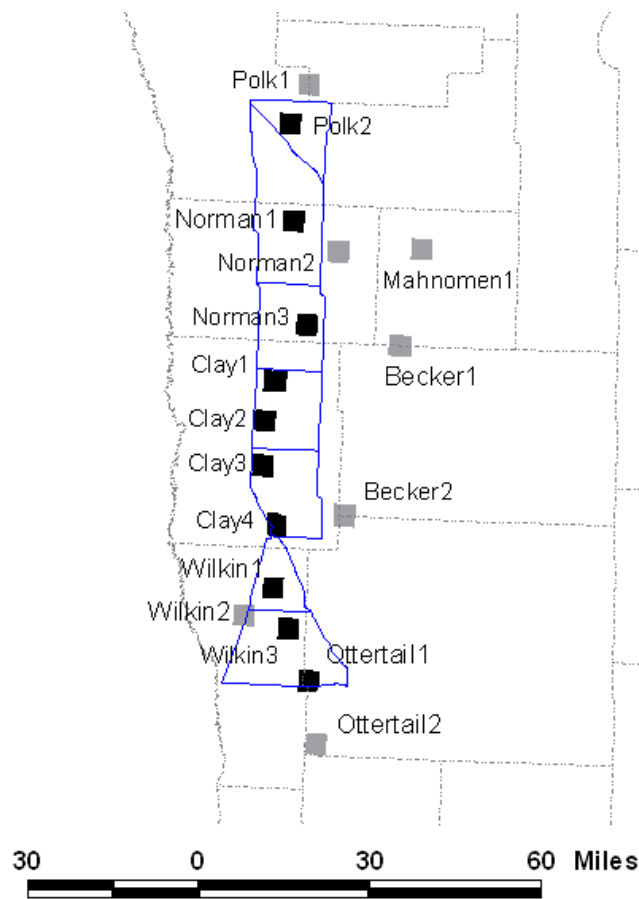 Polk1
Polk2
Norman1
Norman2
Mahnomen1
Norman3
Clay1
Becker1
Clay2
Clay3
Becker2
Clay4
Wilkin1
Wilkin2
Wilkin3
Ottertail1
Ottertail2
30 0 30 60 Miles